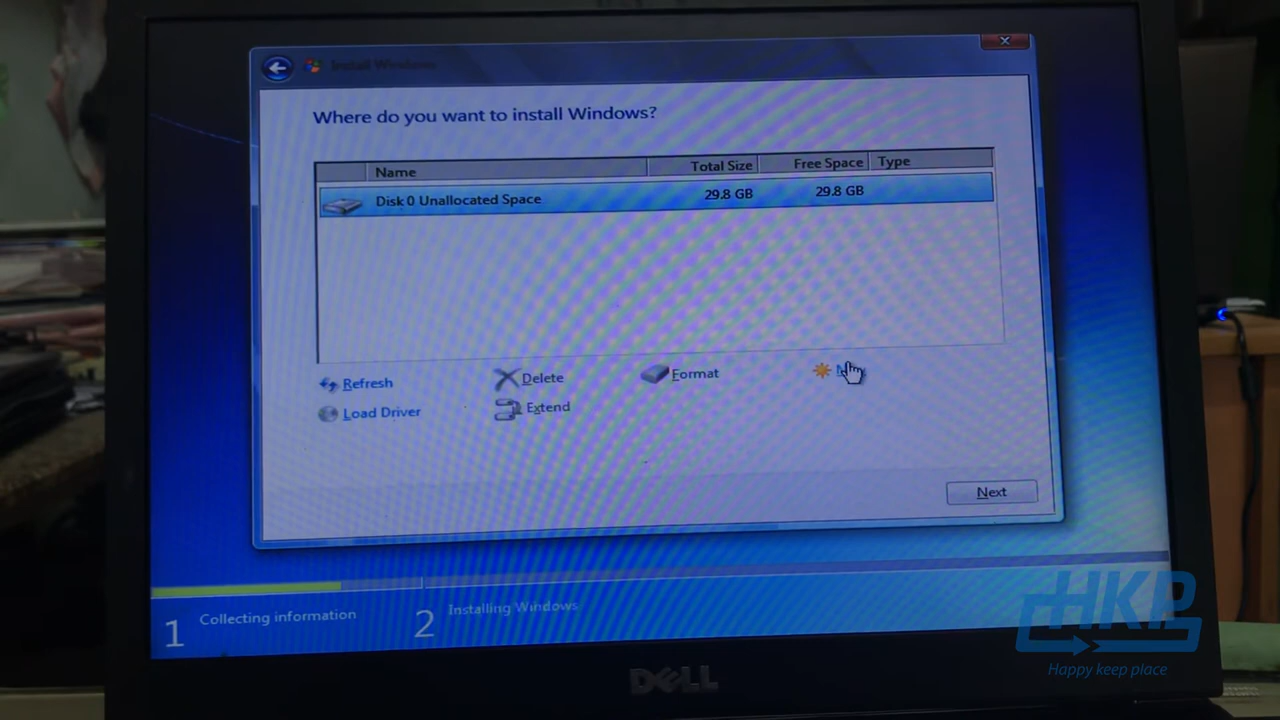 Install Windows
Where do you want to install Windows?
Name Total Size Free Space Type
Disk 0 Unallocated Space 29.8 GB 29.8 GB
Refresh Delete Format
Load Driver Extend
Next
1 Collecting information 2 Installing Windows
DELL
HKP
Happy keep place